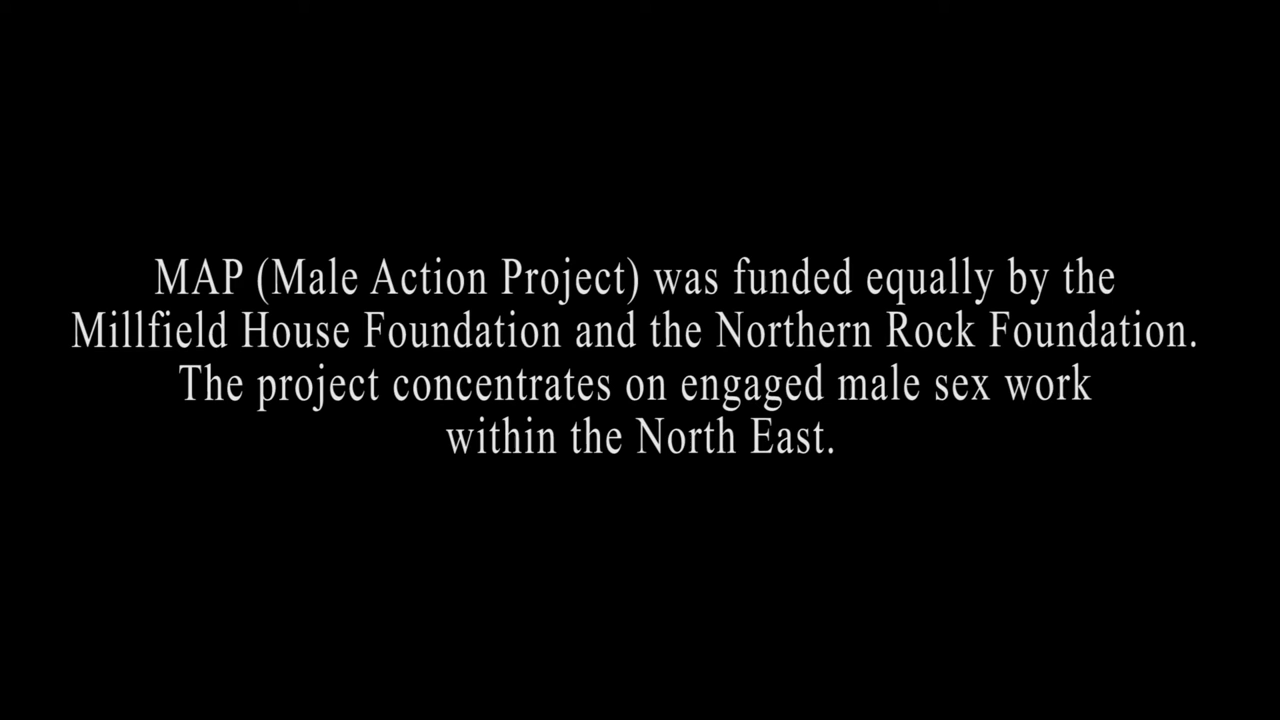 MAP (Male Action Project) was funded equally by the
Millfield House Foundation and the Northern Rock Foundation.
The project concentrates on engaged male sex work
within the North East.